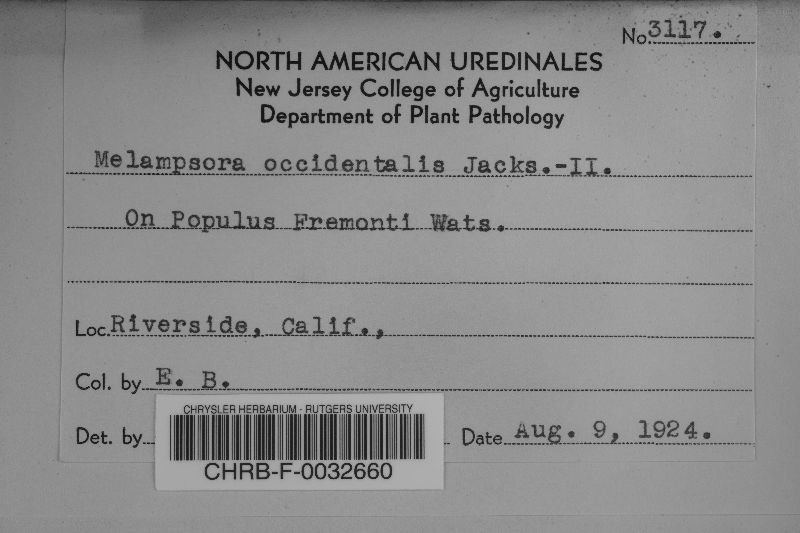 No. 3117.
NORTH AMERICAN UREDINALES
New Jersey College of Agriculture
Department of Plant Pathology
Melampsora occidentalis Jacks.-II.
On Populus Fremonti Wats.
Loc. Riverside, Calif.,
Col. by E. B.
Det. by
Date Aug. 9, 1924.
CHRYSLER HERBARIUM - RUTGERS UNIVERSITY
CHRB-F-0032660